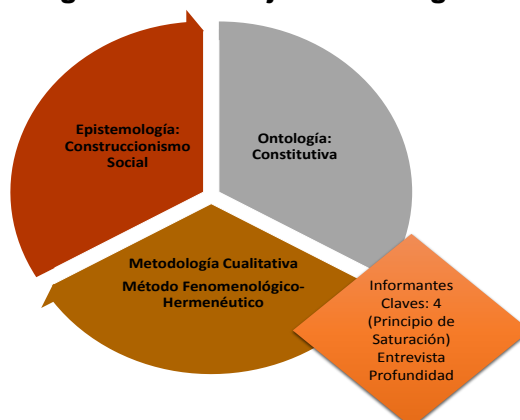 Epistemología:
Construccionismo
Social
Ontología:
Constitutiva
Metodología Cualitativa
Método Fenomenológico-
Hermenéutico
Informantes
Claves: 4
(Principio de
Saturación)
Entrevista
Profundidad